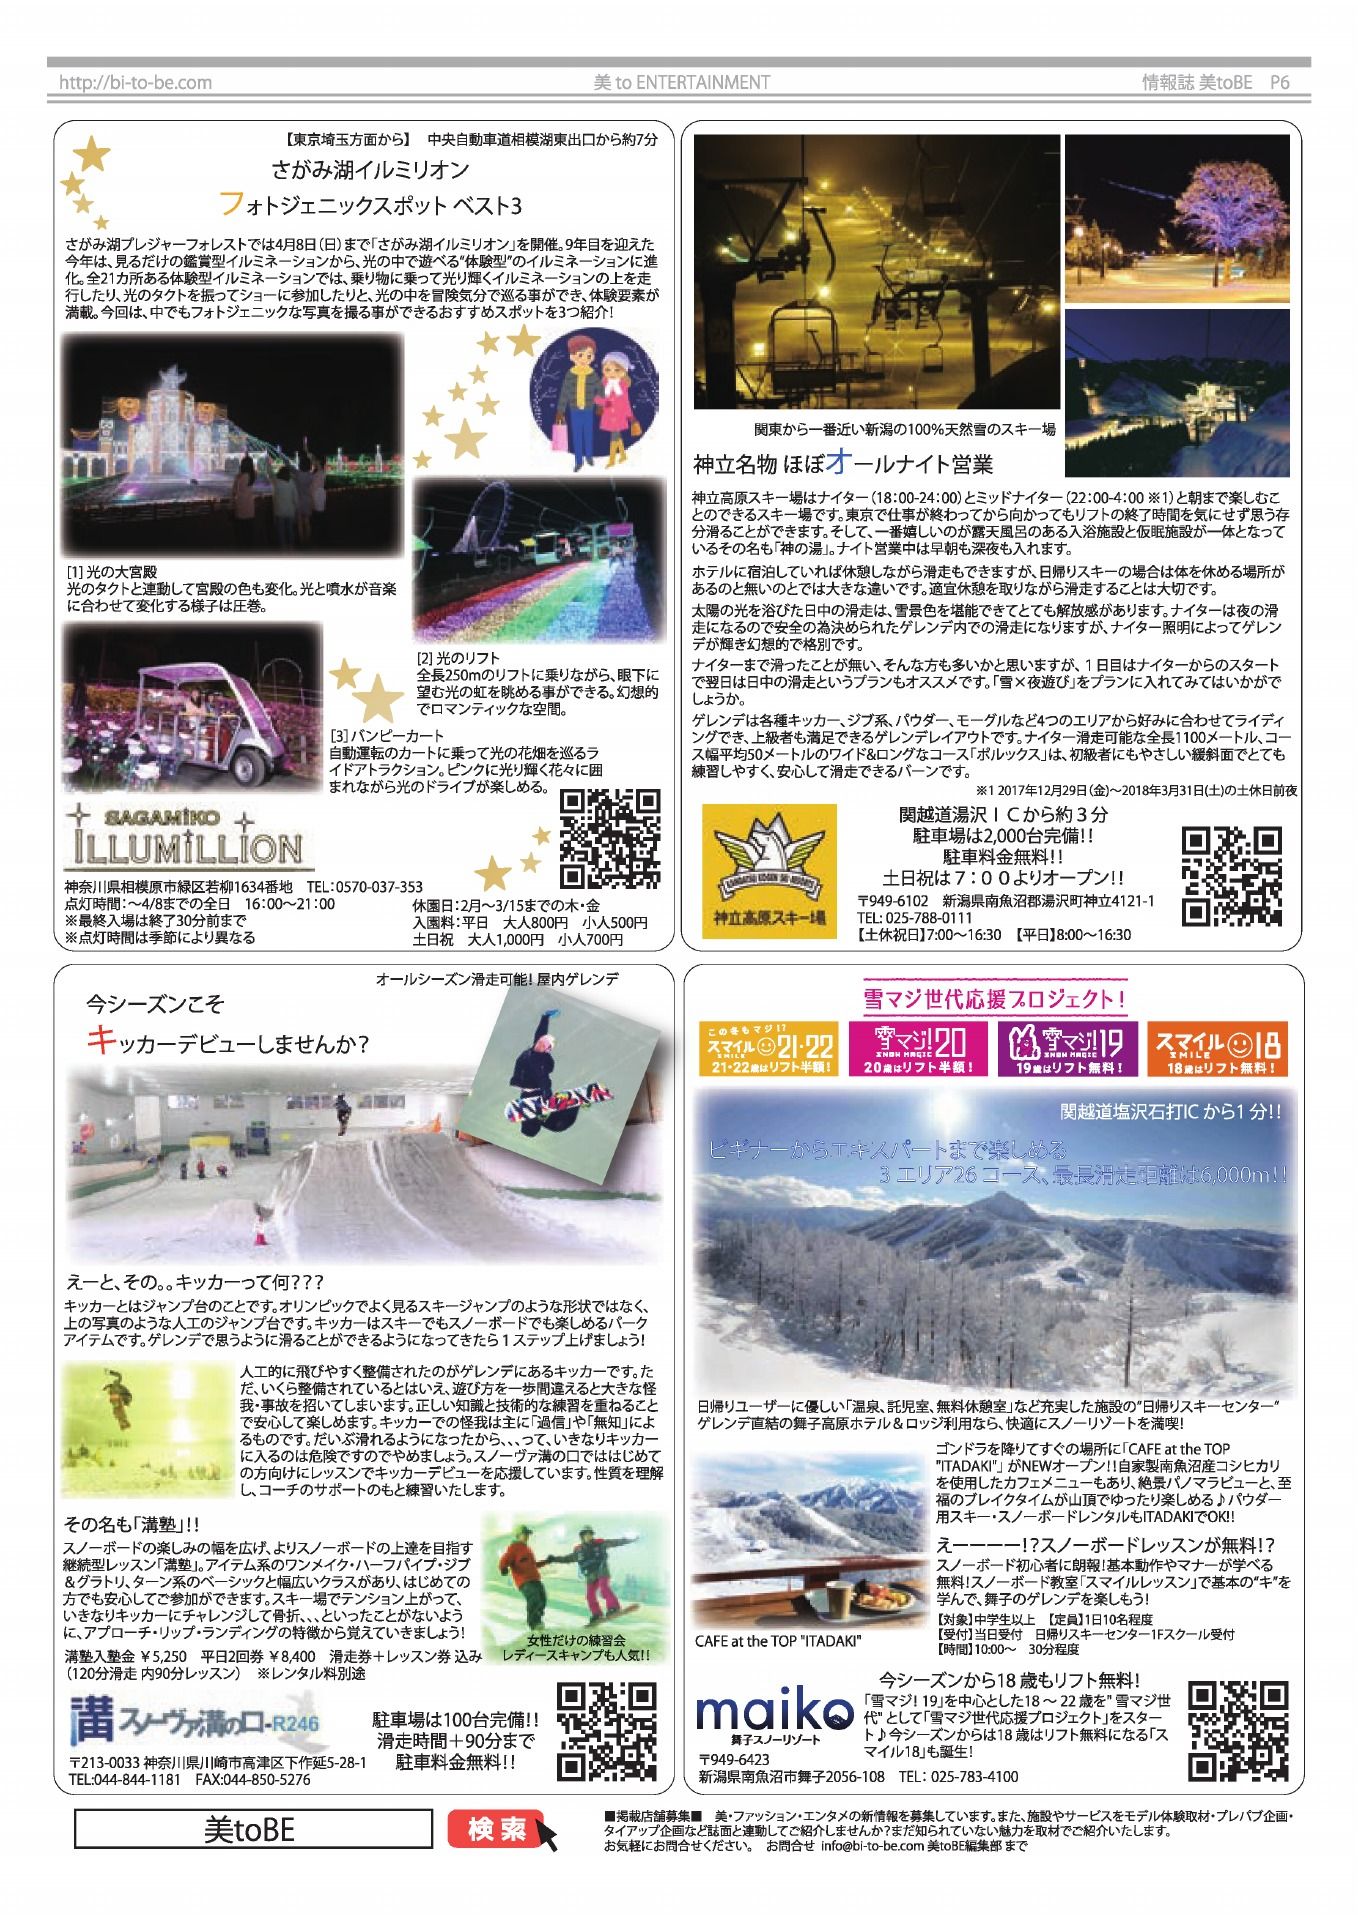 http://bi-to-be.com
美 to ENTERTAINMENT
情報誌 美toBE P6
【東京埼玉方面から】 中央自動車道相模湖東出口から約7分
さがみ湖イルミリオン
フォトジェニックスポット ベスト3
さがみ湖プレジャーフォレストでは4月8日(日)まで「さがみ湖イルミリオン」を開催。9年目を迎えた
今年は、見るだけの鑑賞型イルミネーションから、光の中で遊べる“体験型”のイルミネーションに進
化。全21カ所ある体験型イルミネーションでは、乗り物に乗って光り輝くイルミネーションの上を走
行したり、光のタクトを振ってショーに参加したりと、光の中を冒険気分で巡る事ができ、体験要素が
満載。今回は、中でもフォトジェニックな写真を撮る事ができるおすすめスポットを3つ紹介!
[1] 光の大宮殿
光のタクトと連動して宮殿の色も変化。光と噴水が音楽
に合わせて変化する様子は圧巻。
[2] 光のリフト
全長250mのリフトに乗りながら、眼下に
望む光の虹を眺める事ができる。幻想的
でロマンティックな空間。
[3] バンピーカート
自動運転のカートに乗って光の花畑を巡るラ
イドアトラクション。ピンクに光り輝く花々に囲
まれながら光のドライブが楽しめる。
SAGAMIKO
ILLUMILLION
神奈川県相模原市緑区若柳1634番地 TEL:0570-037-353
点灯時間:~4/8までの全日 16:00~21:00
※最終入場は終了30分前まで
※点灯時間は季節により異なる
休園日:2月~3/15までの木・金
入園料:平日 大人800円 小人500円
土日祝 大人1,000円 小人700円
関東から一番近い新潟の100%天然雪のスキー場
神立名物 ほぼオールナイト営業
神立高原スキー場はナイター(18:00-24:00)とミッドナイター(22:00-4:00 ※1)と朝まで楽しむこ
とのできるスキー場です。東京で仕事が終わってから向かってもリフトの終了時間を気にせず思う存
分滑ることができます。そして、一番嬉しいのが露天風呂のある入浴施設と仮眠施設が一体となって
いるその名も「神の湯」。ナイト営業中は早朝も深夜も入れます。
ホテルに宿泊していれば休憩しながら滑走もできますが、日帰りスキーの場合は体を休める場所が
あるのと無いのとでは大きな違いです。適宜休憩を取りながら滑走することは大切です。
太陽の光を浴びた日中の滑走は、雪景色を堪能できてとても解放感があります。ナイターは夜の滑
走になるので安全の為決められたゲレンデ内での滑走になりますが、ナイター照明によってゲレン
デが輝き幻想的で格別です。
ナイターまで滑ったことが無い、そんな方も多いかと思いますが、1日目はナイターからのスタート
で翌日は日中の滑走というプランもオススメです。「雪×夜遊び」をプランに入れてみてはいかがで
しょうか。
ゲレンデは各種キッカー、ジブ系、パウダー、モーグルなど4つのエリアから好みに合わせてライディ
ングでき、上級者も満足できるゲレンデレイアウトです。ナイター滑走可能な全長1100メートル、コー
ス幅平均50メートルのワイド&ロングなコース「ポルックス」は、初級者にもやさしい緩斜面でとても
練習しやすく、安心して滑走できるバーンです。
※1 2017年12月29日(金)~2018年3月31日(土)の土休日前夜
KANDATSU KOGEN SKI RESORTS
神立高原スキー場
関越道湯沢ICから約3分
駐車場は2,000台完備!!
駐車料金無料!!
土日祝は7:00よりオープン!!
〒949-6102 新潟県南魚沼郡湯沢町神立4121-1
TEL: 025-788-0111
【土休祝日】7:00~16:30 【平日】8:00~16:30
オールシーズン滑走可能! 屋内ゲレンデ
今シーズンこそ
キッカーデビューしませんか?
えーと、その。。キッカーって何???
キッカーとはジャンプ台のことです。オリンピックでよく見るスキージャンプのような形状ではなく、
上の写真のような人工のジャンプ台です。キッカーはスキーでもスノーボードでも楽しめるパーク
アイテムです。ゲレンデで思うように滑ることができるようになってきたら1ステップ上げましょう!
人工的に飛びやすく整備されたのがゲレンデにあるキッカーです。た
だ、いくら整備されているとはいえ、遊び方を一歩間違えると大きな怪
我・事故を招いてしまいます。正しい知識と技術的な練習を重ねること
で安心して楽しめます。キッカーでの怪我は主に「過信」や「無知」によ
るものです。だいぶ滑れるようになったから、、、って、いきなりキッカー
に入るのは危険ですのでやめましょう。スノーヴァ溝の口でははじめて
の方向けにレッスンでキッカーデビューを応援しています。性質を理解
し、コーチのサポートのもと練習いたします。
その名も「溝塾」!!
スノーボードの楽しみの幅を広げ、よりスノーボードの上達を目指す
継続型レッスン「溝塾」。アイテム系のワンメイク・ハーフパイプ・ジブ
&グラトリ、ターン系のベーシックと幅広いクラスがあり、はじめての
方でも安心してご参加ができます。スキー場でテンション上がって、
いきなりキッカーにチャレンジして骨折、、、といったことがないよう
に、アプローチ・リップ・ランディングの特徴から覚えていきましょう!
女性だけの練習会
レディースキャンプも人気!!
溝塾入塾金 ¥5,250 平日2回券 ¥8,400 滑走券+レッスン券 込み
(120分滑走 内90分レッスン) ※レンタル料別途
溝 スノーヴァ溝の口-R246
駐車場は100台完備!!
滑走時間+90分まで
駐車料金無料!!
〒213-0033 神奈川県川崎市高津区下作延5-28-1
TEL:044-844-1181 FAX:044-850-5276
雪マジ世代応援プロジェクト!
この冬もマジ!?
スマイル 21・22
SMILE
21・22歳はリフト半額!
雪マジ!20
SNOW MAGIC
20歳はリフト半額!
雪マジ!19
SNOW MAGIC
19歳はリフト無料!
スマイル 18
SMILE
18歳はリフト無料!
関越道塩沢石打IC から1 分!!
ビギナーからエキスパートまで楽しめる
3 エリア26 コース、最長滑走距離は6,000m!!
日帰りユーザーに優しい「温泉、託児室、無料休憩室」など充実した施設の“日帰りスキーセンター”
ゲレンデ直結の舞子高原ホテル&ロッジ利用なら、快適にスノーリゾートを満喫!
ゴンドラを降りてすぐの場所に「CAFE at the TOP
"ITADAKI"」がNEWオープン!!自家製南魚沼産コシヒカリ
を使用したカフェメニューもあり、絶景パノマラビューと、至
福のブレイクタイムが山頂でゆったり楽しめる♪パウダー
用スキー・スノーボードレンタルもITADAKIでOK!!
えーーーー!?スノーボードレッスンが無料!?
スノーボード初心者に朗報!基本動作やマナーが学べる
無料!スノーボード教室「スマイルレッスン」で基本の“キ”を
学んで、舞子のゲレンデを楽しもう!
【対象】中学生以上 【定員】1日10名程度
【受付】当日受付 日帰りスキーセンター1Fスクール受付
【時間】10:00~ 30分程度
CAFE at the TOP "ITADAKI"
今シーズンから18 歳もリフト無料!
「雪マジ! 19」を中心とした18 ~ 22 歳を" 雪マジ世
代" として「雪マジ世代応援プロジェクト」をスター
ト♪今シーズンからは18 歳はリフト無料になる「ス
マイル18」も誕生!
maiko
舞子スノーリゾート
〒949-6423
新潟県南魚沼市舞子2056-108 TEL: 025-783-4100
美toBE
検索
■掲載店舗募集■ 美・ファッション・エンタメの新情報を募集しています。また、施設やサービスをモデル体験取材・プレパブ企画・
タイアップ企画など誌面と連動してご紹介しませんか?まだ知られていない魅力を取材でご紹介いたします。
お気軽にお問合せください。 お問合せ info@bi-to-be.com 美toBE編集部 まで